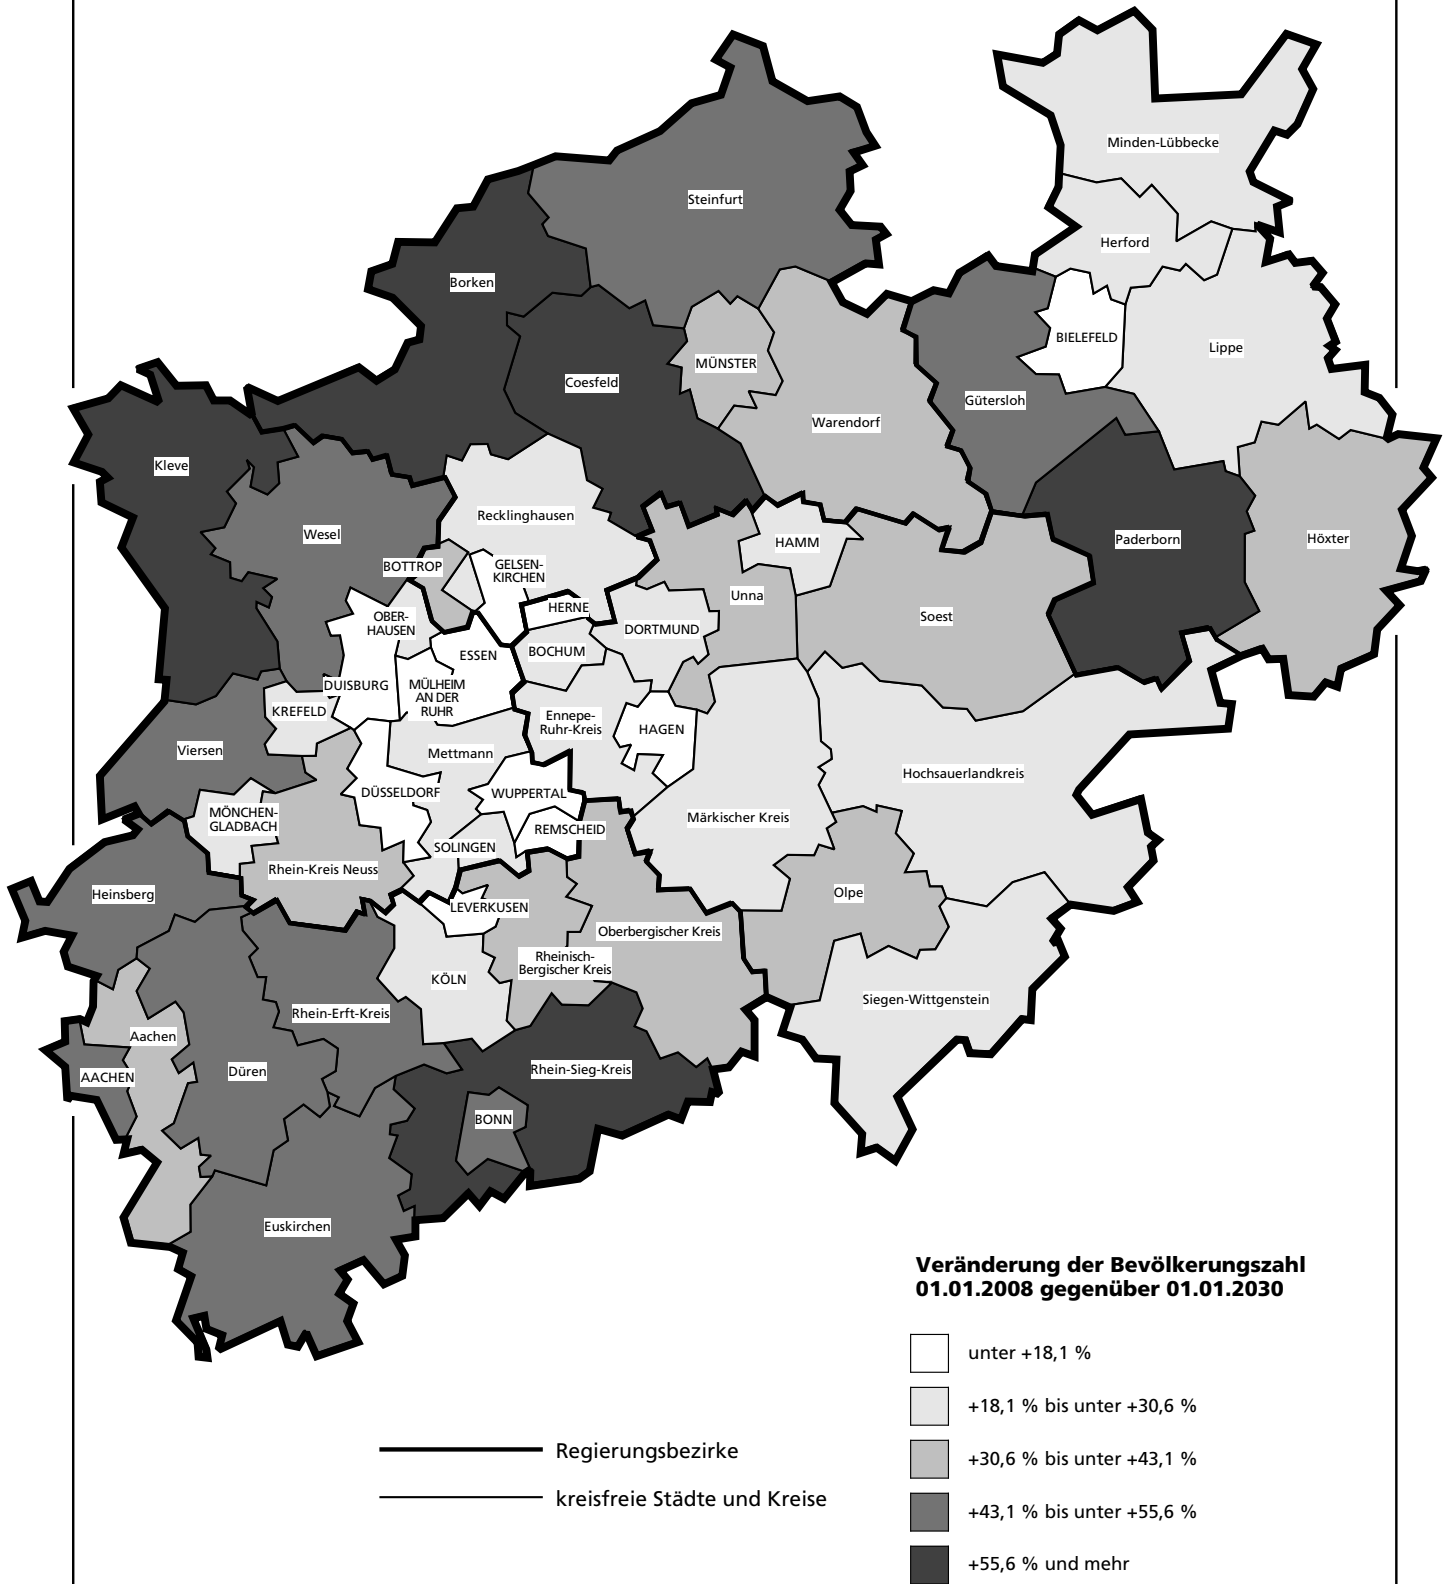 Minden-Lübbecke
Steinfurt
Herford
Borken
BIELEFELD
Lippe
MÜNSTER
Coesfeld
Gütersloh
Warendorf
Kleve
Recklinghausen
Wesel
HAMM
Paderborn
Höxter
BOTTROP
GELSEN-
KIRCHEN
Unna
HERNE
OBER-
HAUSEN
Soest
DORTMUND
BOCHUM
ESSEN
DUISBURG
MÜLHEIM
AN DER
RUHR
KREFELD
Ennepe-
Ruhr-Kreis
HAGEN
Viersen
Mettmann
Hochsauerlandkreis
DÜSSELDORF
WUPPERTAL
MÖNCHEN-
GLADBACH
Märkischer Kreis
REMSCHEID
SOLINGEN
Rhein-Kreis Neuss
Heinsberg
Olpe
LEVERKUSEN
Oberbergischer Kreis
Rheinisch-
Bergischer Kreis
KÖLN
Siegen-Wittgenstein
Rhein-Erft-Kreis
Aachen
Düren
Rhein-Sieg-Kreis
AACHEN
BONN
Euskirchen
Veränderung der Bevölkerungszahl
01.01.2008 gegenüber 01.01.2030
unter +18,1 %
+18,1 % bis unter +30,6 %
+30,6 % bis unter +43,1 %
+43,1 % bis unter +55,6 %
+55,6 % und mehr
Regierungsbezirke
kreisfreie Städte und Kreise